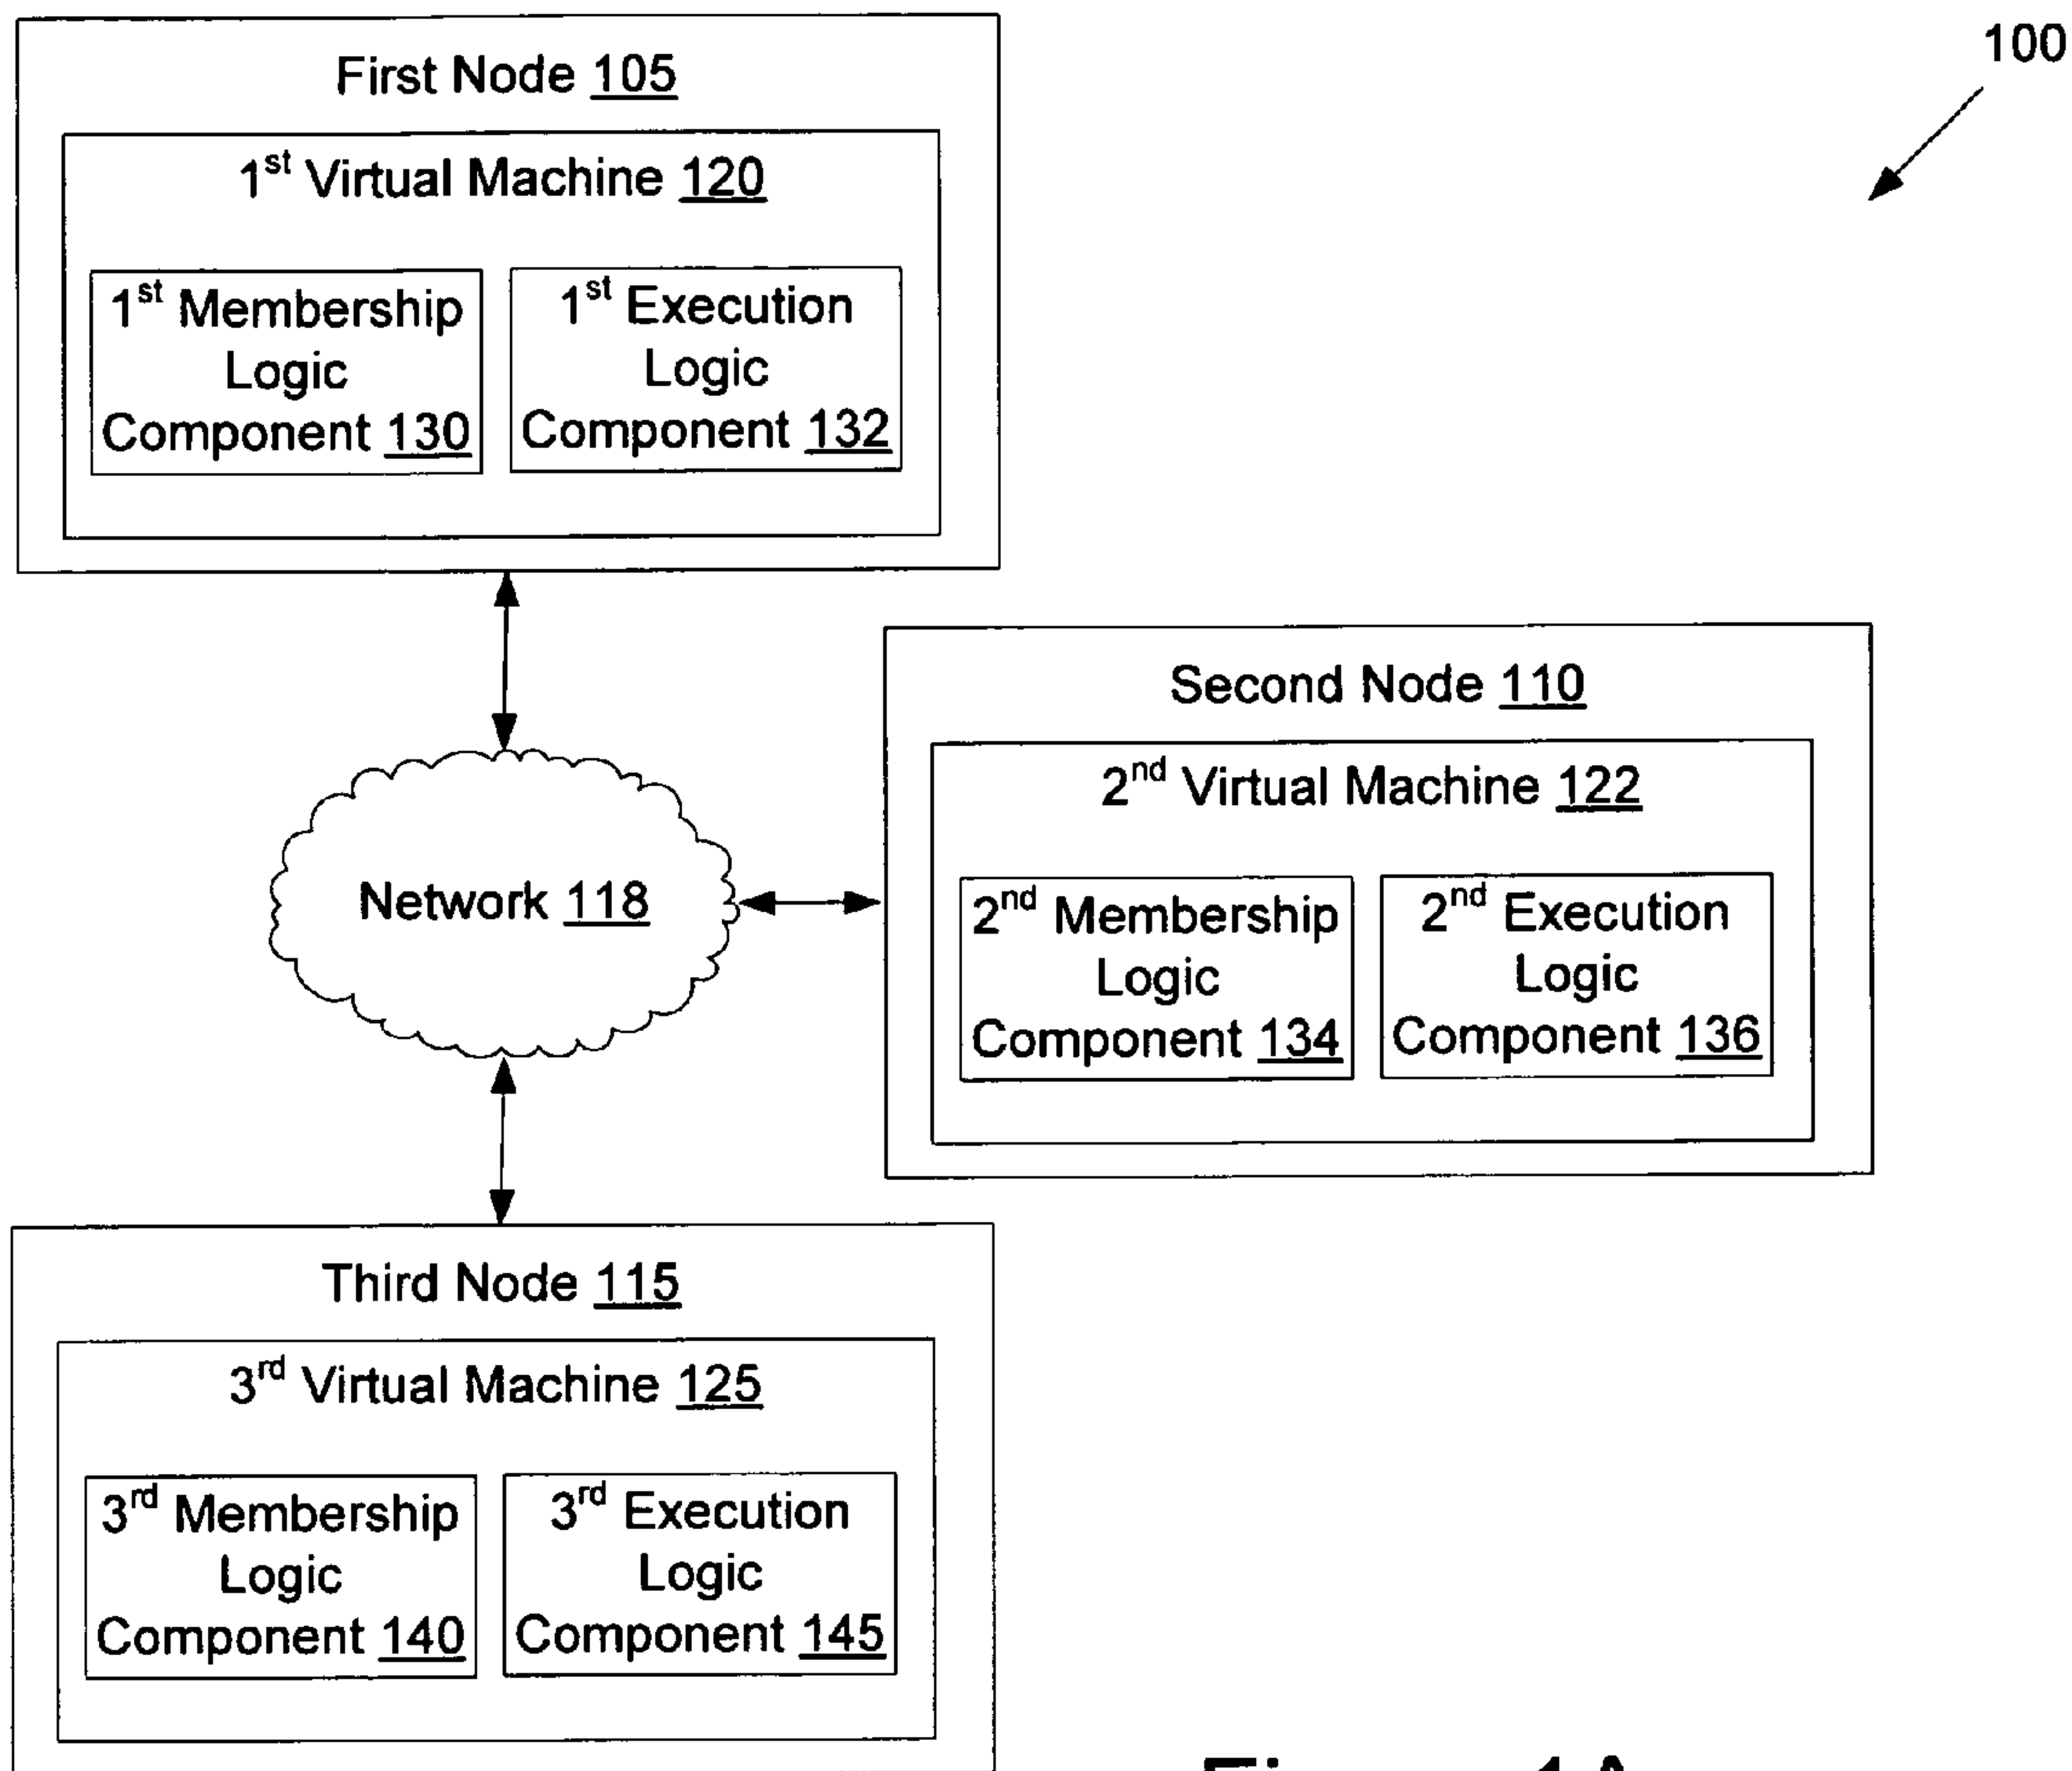 100
First Node 105
1st Virtual Machine 120
1st Membership
Logic
Component 130
1st Execution
Logic
Component 132
Second Node 110
2nd Virtual Machine 122
Network 118
2nd Membership
Logic
Component 134
2nd Execution
Logic
Component 136
Third Node 115
3rd Virtual Machine 125
3rd Membership
Logic
Component 140
3rd Execution
Logic
Component 145